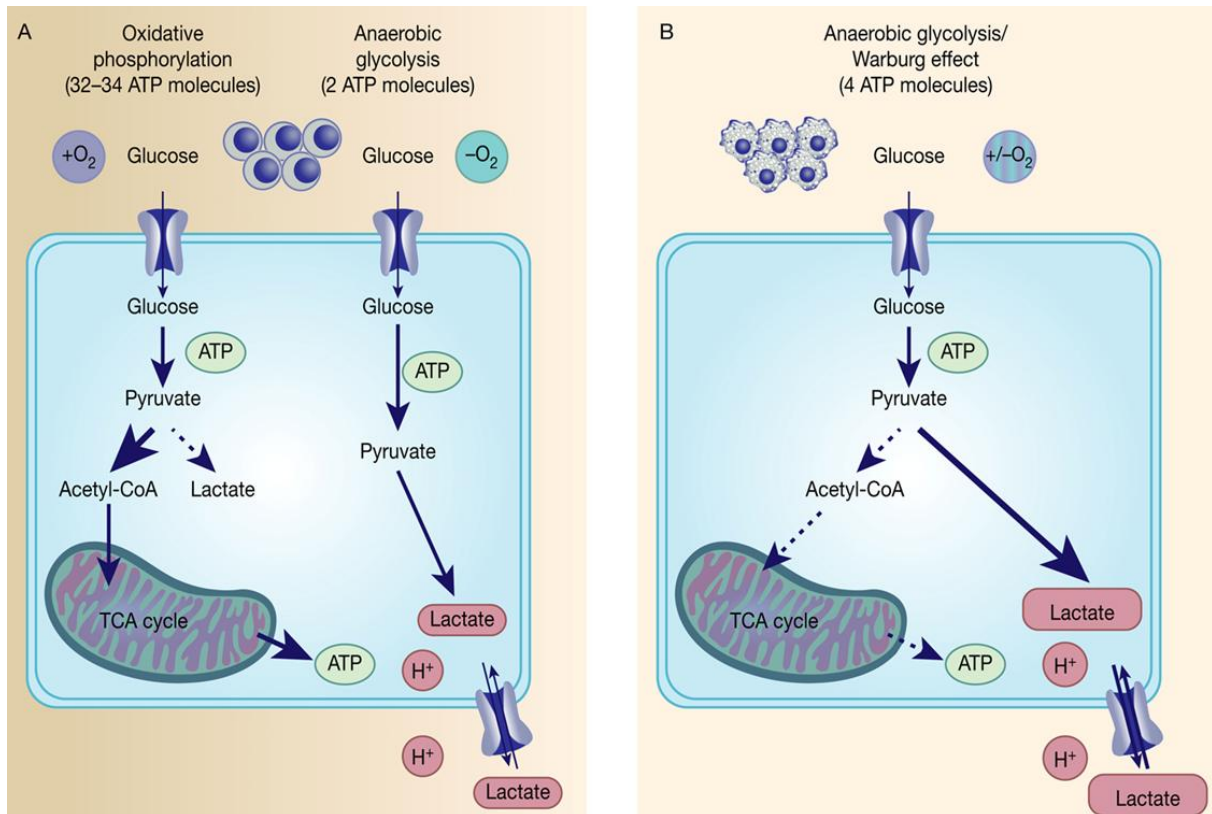 A
Oxidative
phosphorylation
(32–34 ATP molecules)
Anaerobic
glycolysis
(2 ATP molecules)
+O2
Glucose
Glucose
–O2
Glucose
ATP
Pyruvate
Acetyl-CoA
Lactate
TCA cycle
ATP
Glucose
ATP
Pyruvate
Lactate
H+
H+
Lactate
B
Anaerobic glycolysis/
Warburg effect
(4 ATP molecules)
Glucose
+/–O2
Glucose
ATP
Pyruvate
Acetyl-CoA
TCA cycle
ATP
Lactate
H+
H+
Lactate